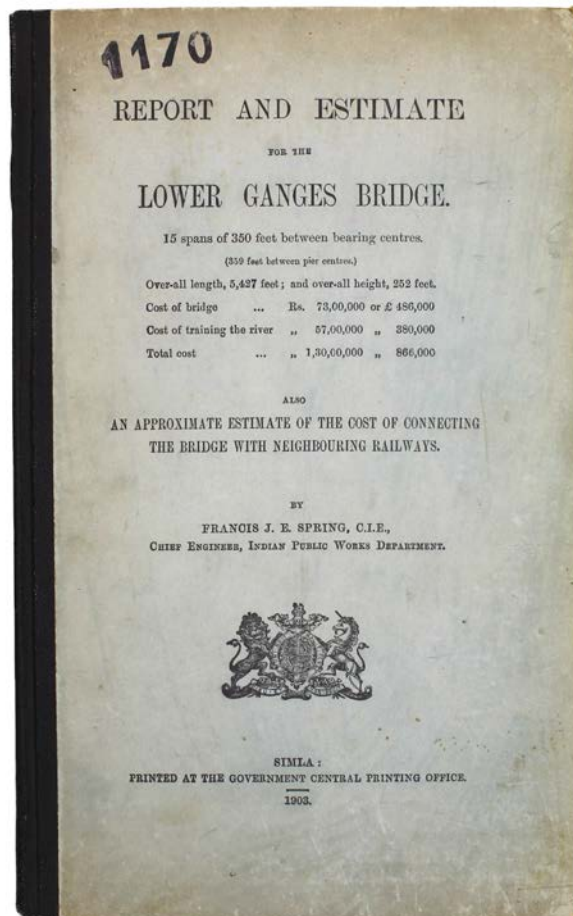 1170
REPORT AND ESTIMATE
FOR THE
LOWER GANGES BRIDGE.
15 spans of 350 feet between bearing centres.
(359 feet between pier centres.)
Over-all length, 5,427 feet; and over-all height, 252 feet.
Cost of bridge ... Rs. 73,00,000 or £ 486,000
Cost of training the river „ 57,00,000 „ 380,000
Total cost ... „ 1,30,00,000 „ 866,000
ALSO
AN APPROXIMATE ESTIMATE OF THE COST OF CONNECTING
THE BRIDGE WITH NEIGHBOURING RAILWAYS.
BY
FRANCIS J. E. SPRING, C.I.E.,
CHIEF ENGINEER, INDIAN PUBLIC WORKS DEPARTMENT.
SIMLA:
PRINTED AT THE GOVERNMENT CENTRAL PRINTING OFFICE.
1903.